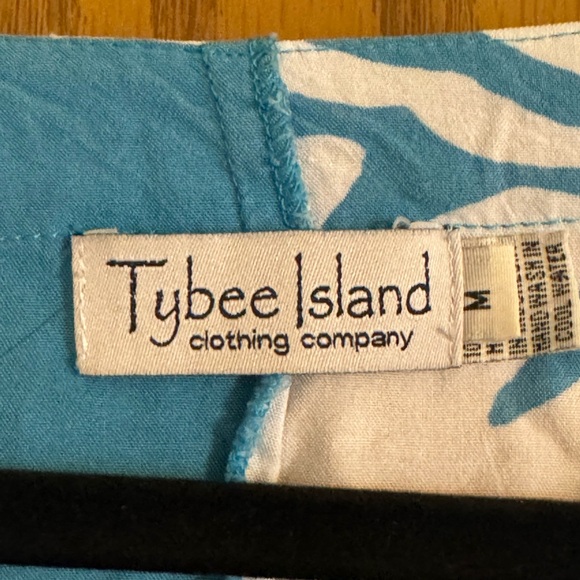 Tybee Island
clothing company
M
HAND WASH IN
COOL WATER